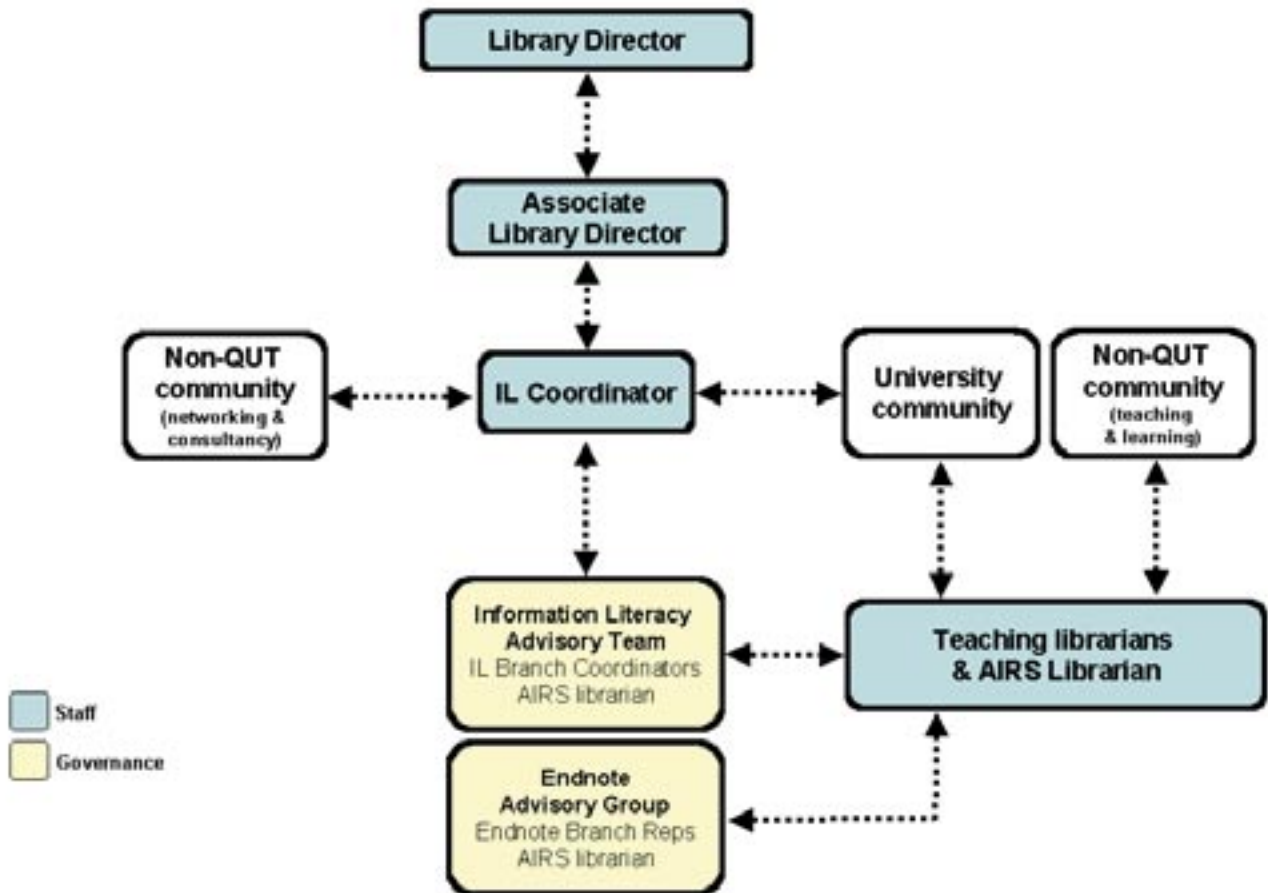 Library Director
Associate
Library Director
Non-QUT
community
(networking &
consultancy)
IL Coordinator
University
community
Non-QUT
community
(teaching
& learning)
Information Literacy
Advisory Team
IL Branch Coordinators
AIRS librarian
Teaching librarians
& AIRS Librarian
Staff
Governance
Endnote
Advisory Group
Endnote Branch Reps
AIRS librarian